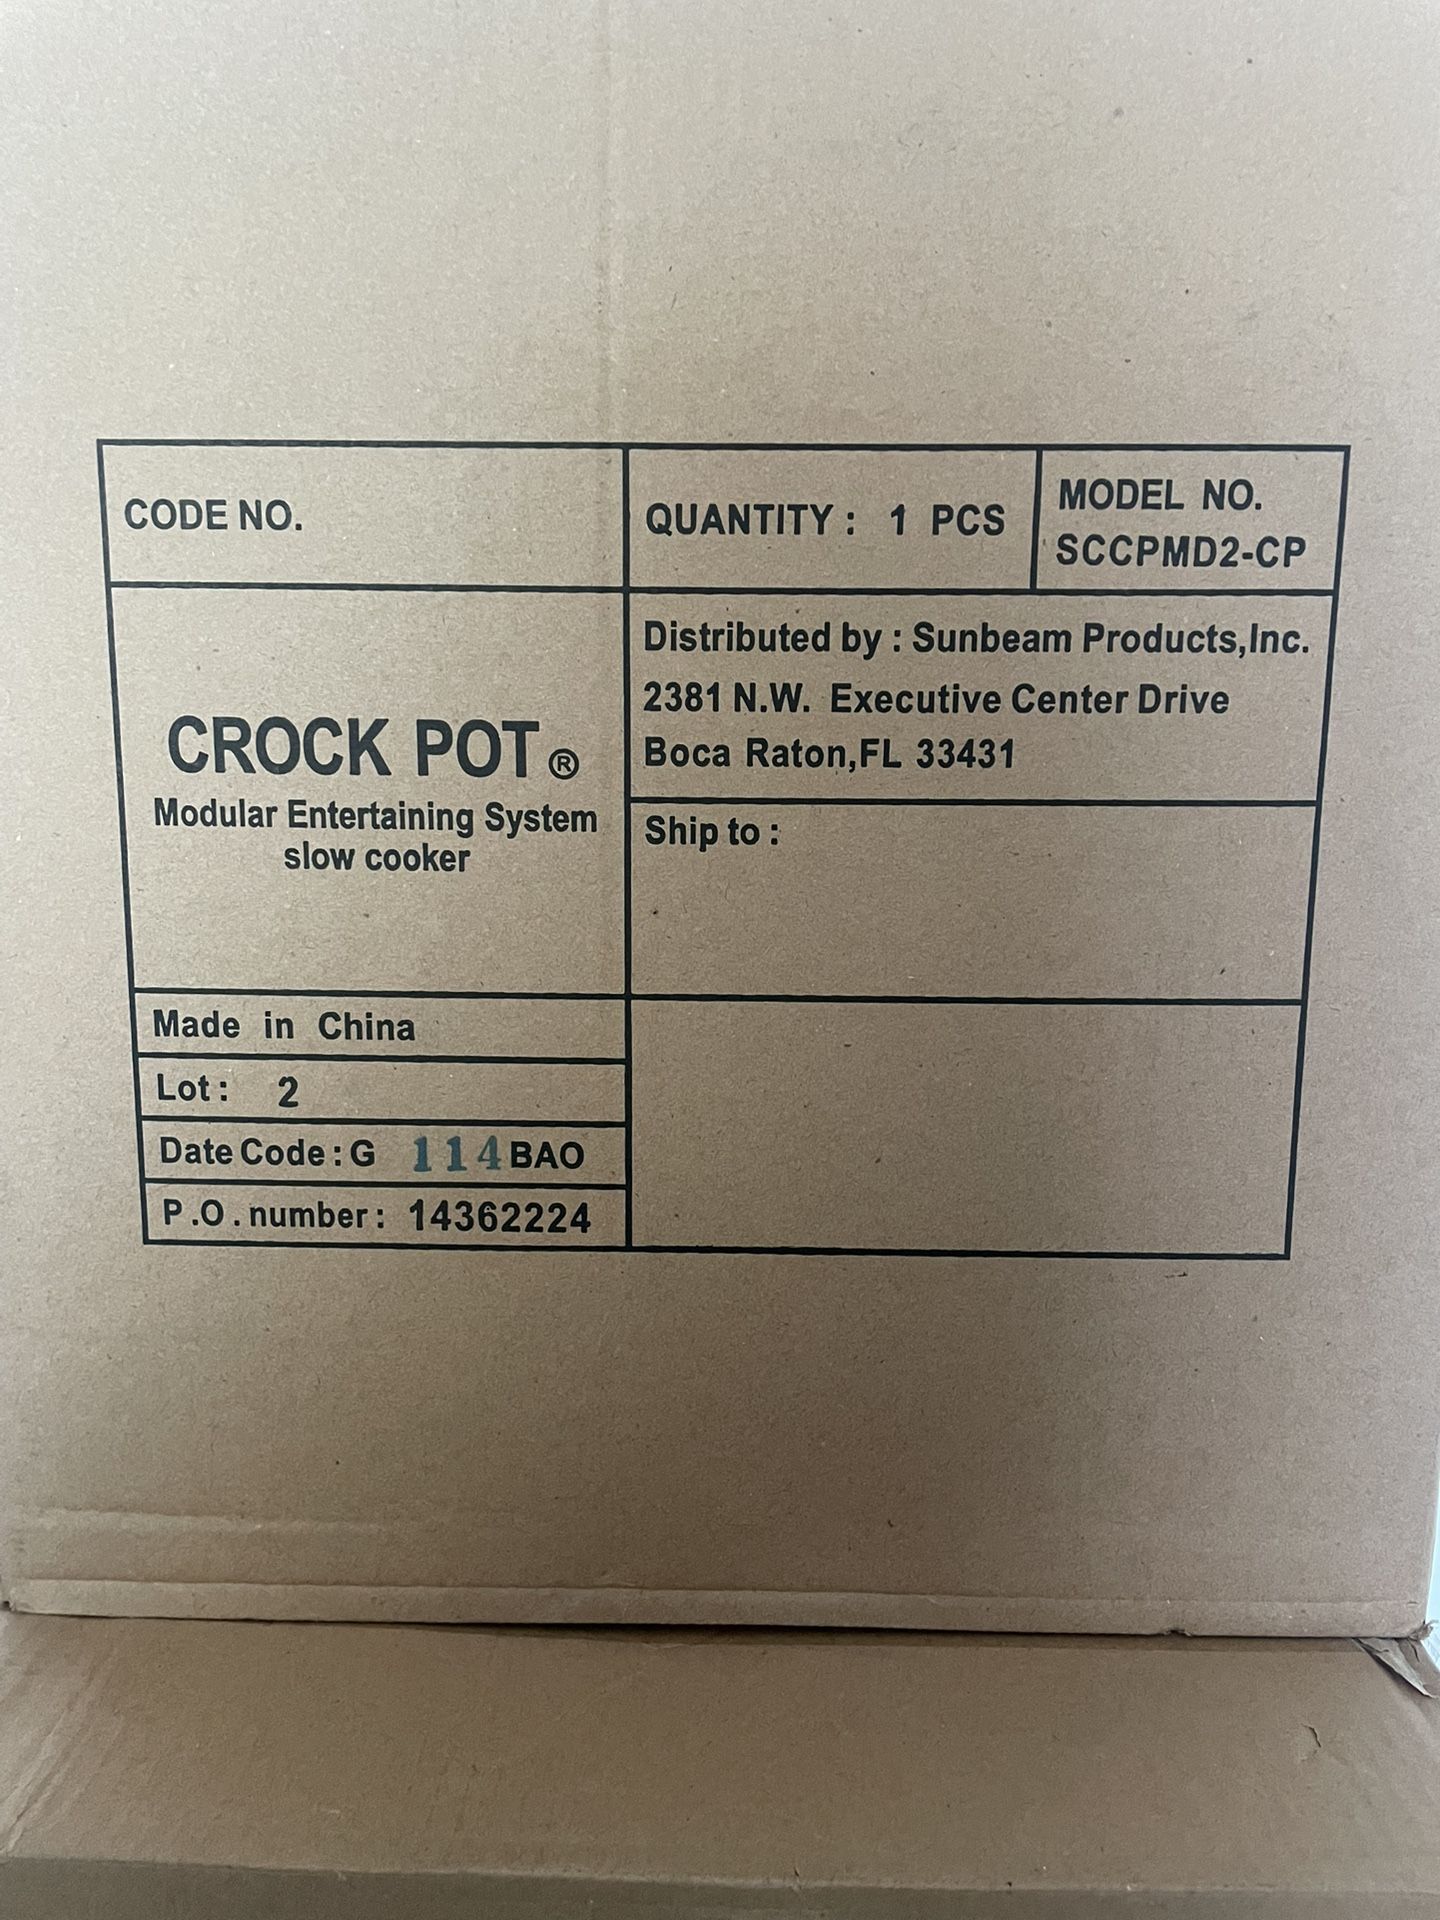 CODE NO.
QUANTITY : 1 PCS
MODEL NO.
SCCPMD2-CP
CROCK POT®
Modular Entertaining System
slow cooker
Distributed by : Sunbeam Products,Inc.
2381 N.W. Executive Center Drive
Boca Raton,FL 33431
Ship to :
Made in China
Lot : 2
Date Code : G 114 BAO
P.O. number : 14362224